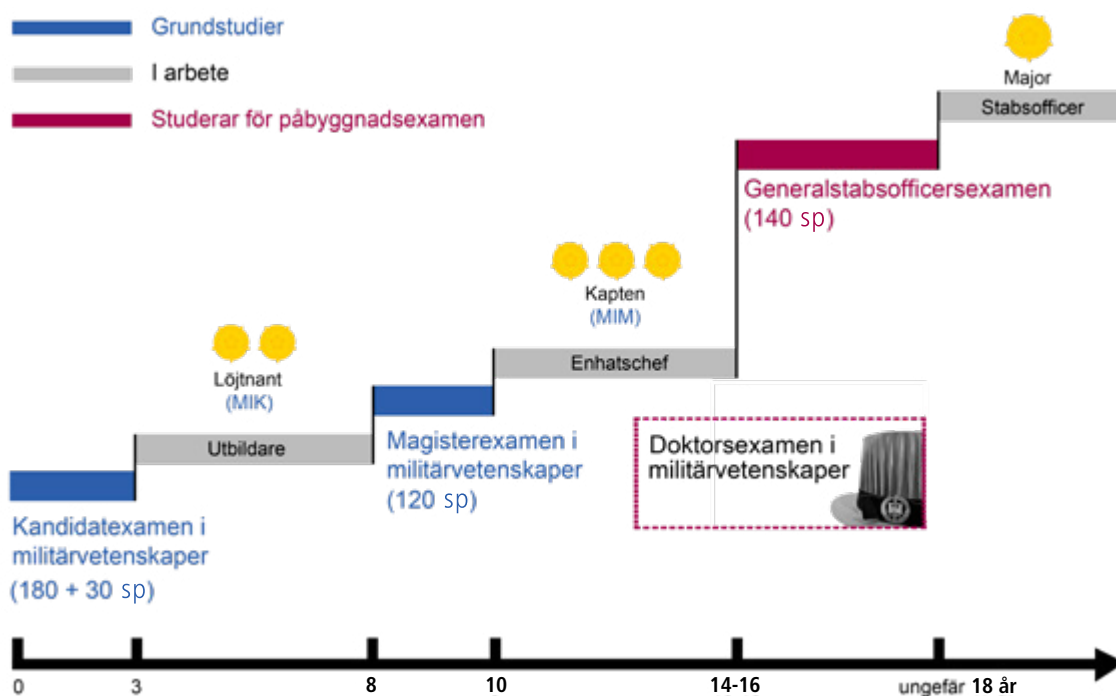 Grundstudier
I arbete
Studerar för påbyggnadsexamen
Major
Stabsofficer
Generalstabsofficersexamen
(140 sp)
Kapten
(MIM)
Enhatschef
Löjtnant
(MIK)
Utbildare
Magisterexamen i
militärvetenskaper
(120 sp)
Doktorsexamen i
militärvetenskaper
Kandidatexamen i
militärvetenskaper
(180 + 30 sp)
0 3 8 10 14-16 ungefär 18 år